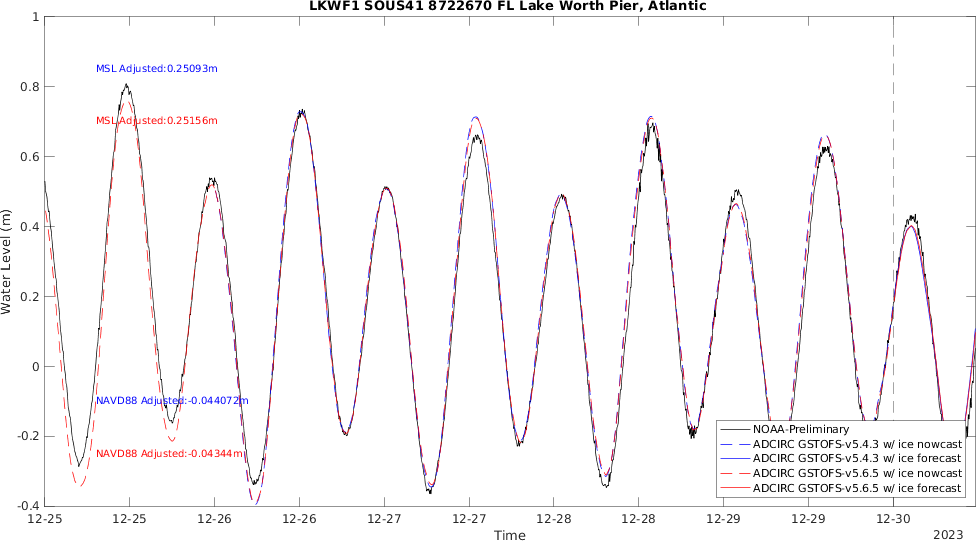 LKWF1 SOUS41 8722670 FL Lake Worth Pier, Atlantic
1
0.8
0.6
0.4
0.2
0
-0.2
-0.4
Water Level (m)
MSL Adjusted:0.25093m
MSL Adjusted:0.25156m
NAVD88 Adjusted:-0.044072m
NAVD88 Adjusted:-0.04344m
NOAA-Preliminary
ADCIRC GSTOFS-v5.4.3 w/ ice nowcast
ADCIRC GSTOFS-v5.4.3 w/ ice forecast
ADCIRC GSTOFS-v5.6.5 w/ ice nowcast
ADCIRC GSTOFS-v5.6.5 w/ ice forecast
12-25 12-25 12-26 12-26 12-27 12-27 12-28 12-28 12-29 12-29 12-30
Time
2023